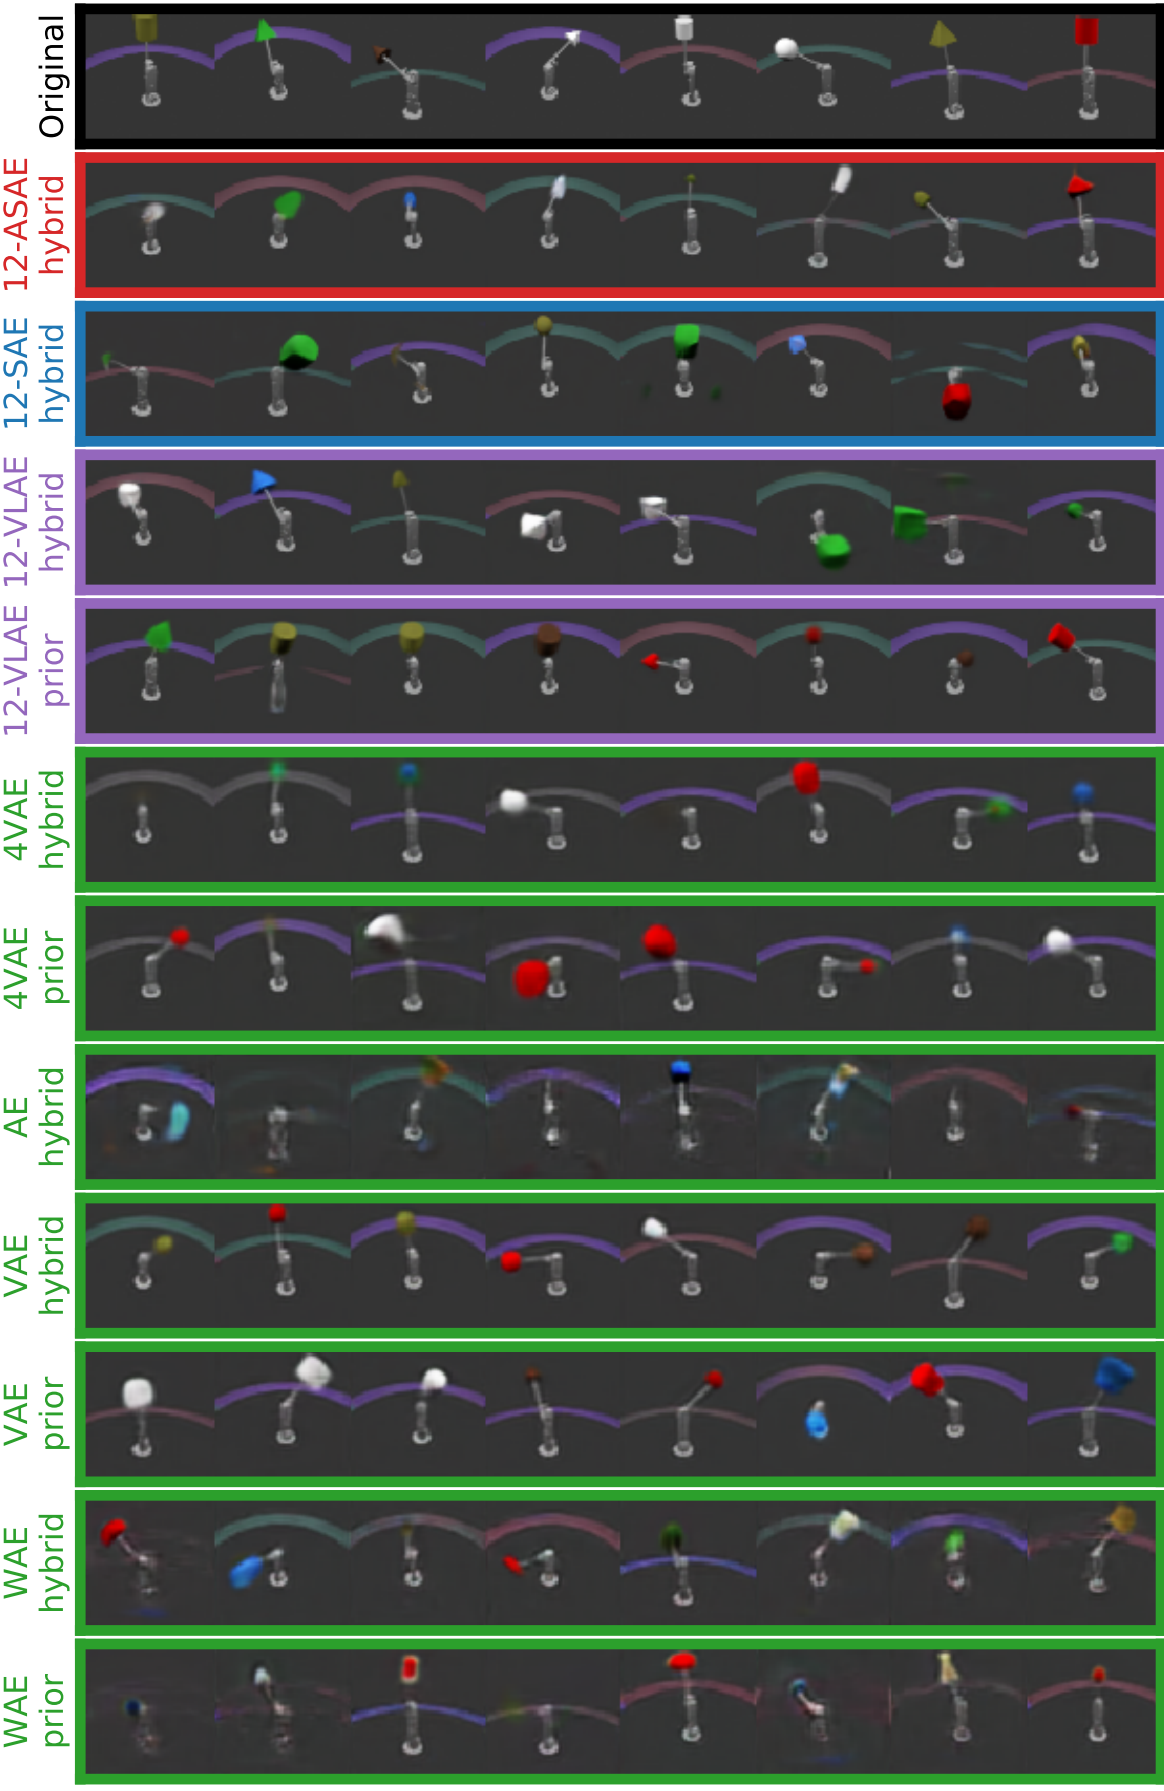 Original
12-ASAE
hybrid
12-SAE
hybrid
12-VLAE
hybrid
12-VLAE
prior
4VAE
hybrid
4VAE
prior
AE
hybrid
VAE
hybrid
VAE
prior
WAE
hybrid
WAE
prior